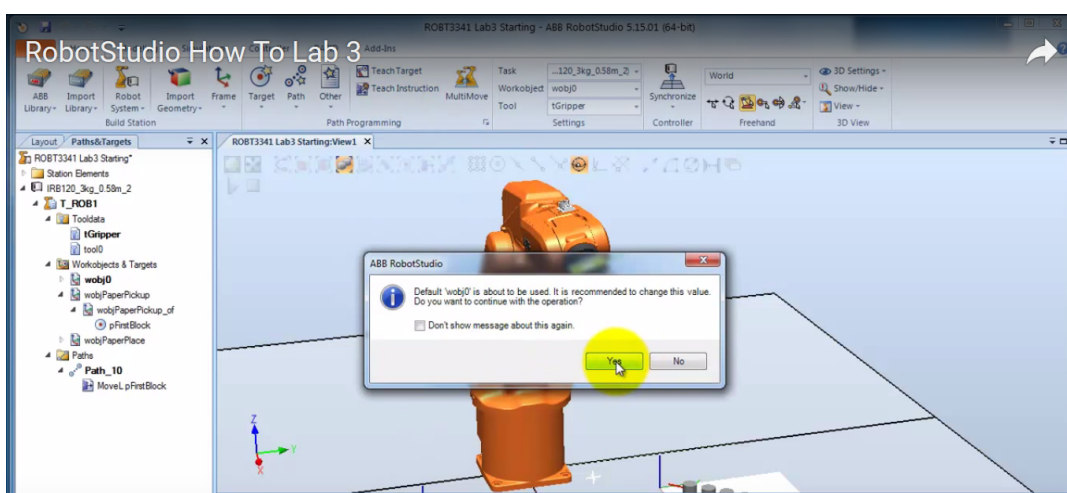 ROBT3341 Lab3 Starting - ABB RobotStudio 5.15.01 (64-bit)
RobotStudio How To Lab 3
Add-Ins
ABB Library
Import Library
Robot System
Import Geometry
Frame
Target
Path
Other
Teach Target
Teach Instruction
MultiMove
Task ...120_3kg_0.58m_2)
Workobject wobj0
Tool tGripper
Synchronize
World
3D Settings
Show/Hide
View
Build Station
Path Programming
Settings
Controller
Freehand
3D View
Layout Paths&Targets
ROBT3341 Lab3 Starting:View1
ROBT3341 Lab3 Starting*
Station Elements
IRB120_3kg_0.58m_2
T_ROB1
Tooldata
tGripper
tool0
Workobjects & Targets
wobj0
wobjPaperPickup
wobjPaperPickup_of
pFirstBlock
wobjPaperPlace
Paths
Path_10
MoveL pFirstBlock
ABB RobotStudio
Default 'wobj0' is about to be used. It is recommended to change this value.
Do you want to continue with the operation?
Don't show message about this again.
Yes No
Z
Y
X